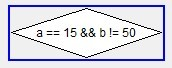 a == 15 && b != 50